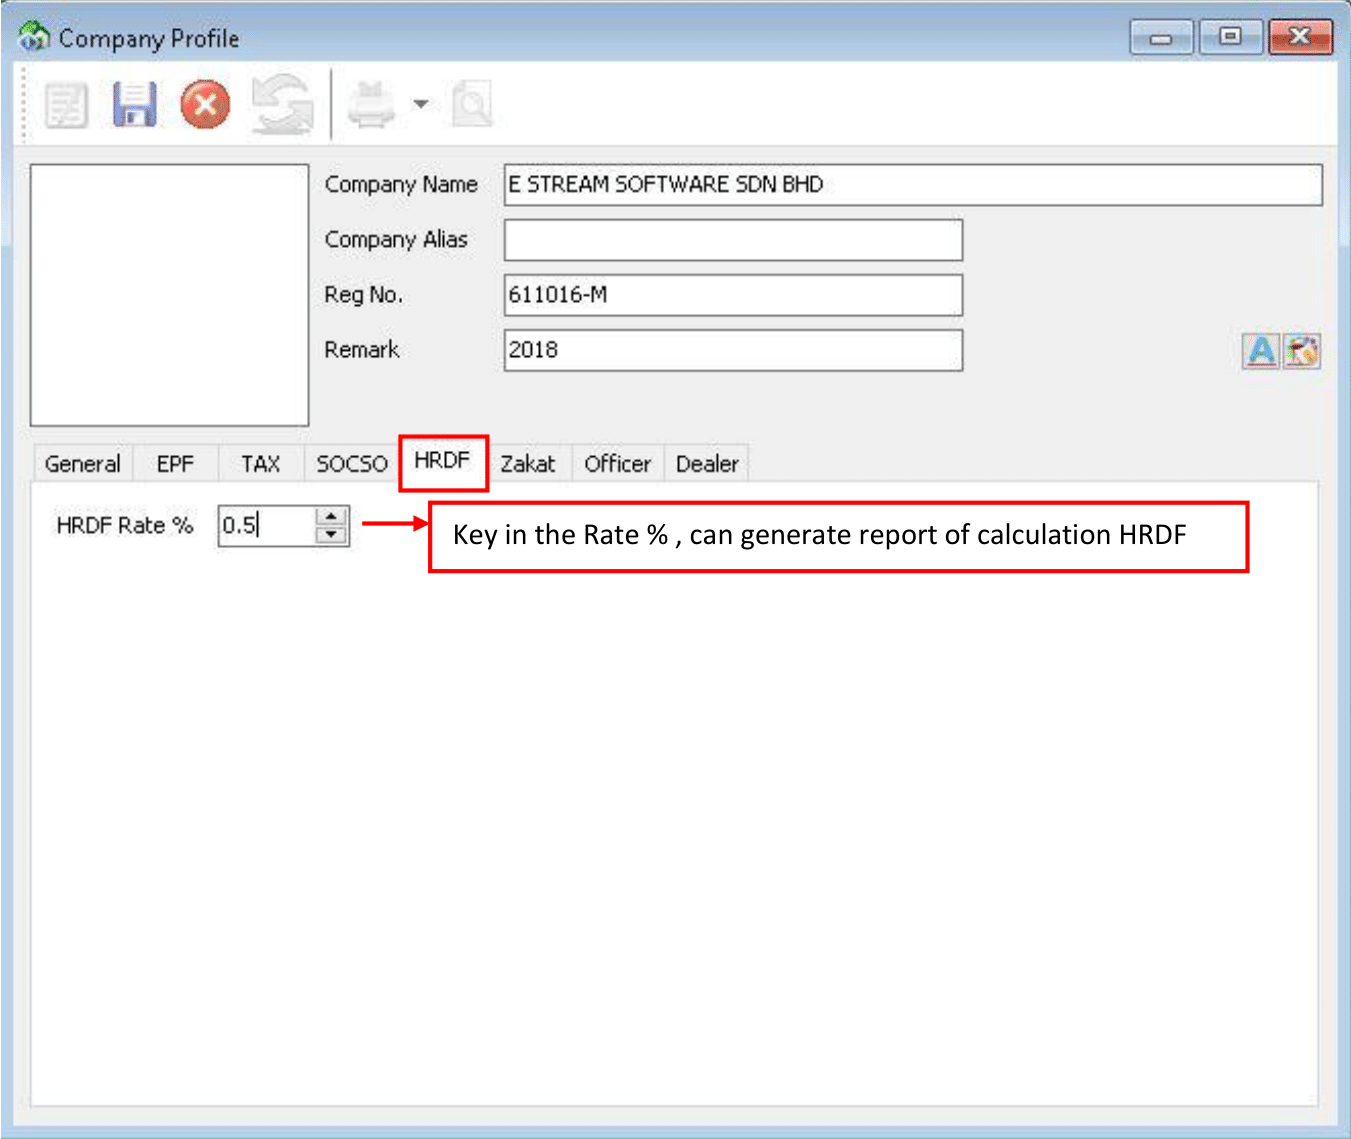 Company Profile
Company Name E STREAM SOFTWARE SDN BHD
Company Alias
Reg No. 611016-M
Remark 2018
A
General EPF TAX SOCSO HRDF Zakat Officer Dealer
HRDF Rate % 0.5
Key in the Rate % , can generate report of calculation HRDF